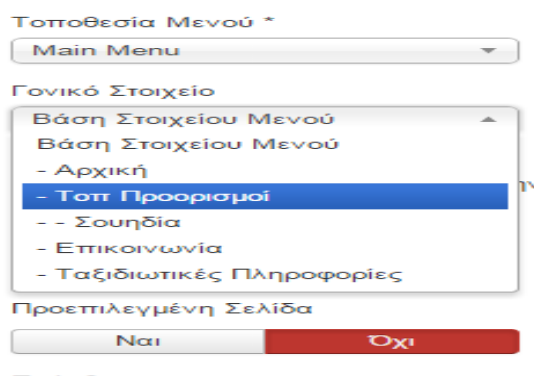 Τοποθεσία Μενού *
Main Menu
Γονικό Στοιχείο
Βάση Στοιχείου Μενού
Βάση Στοιχείου Μενού
- Αρχική
- Τοπ Προορισμοί
- - Σουηδία
- Επικοινωνία
- Ταξιδιωτικές Πληροφορίες
Προεπιλεγμένη Σελίδα
Ναι Όχι